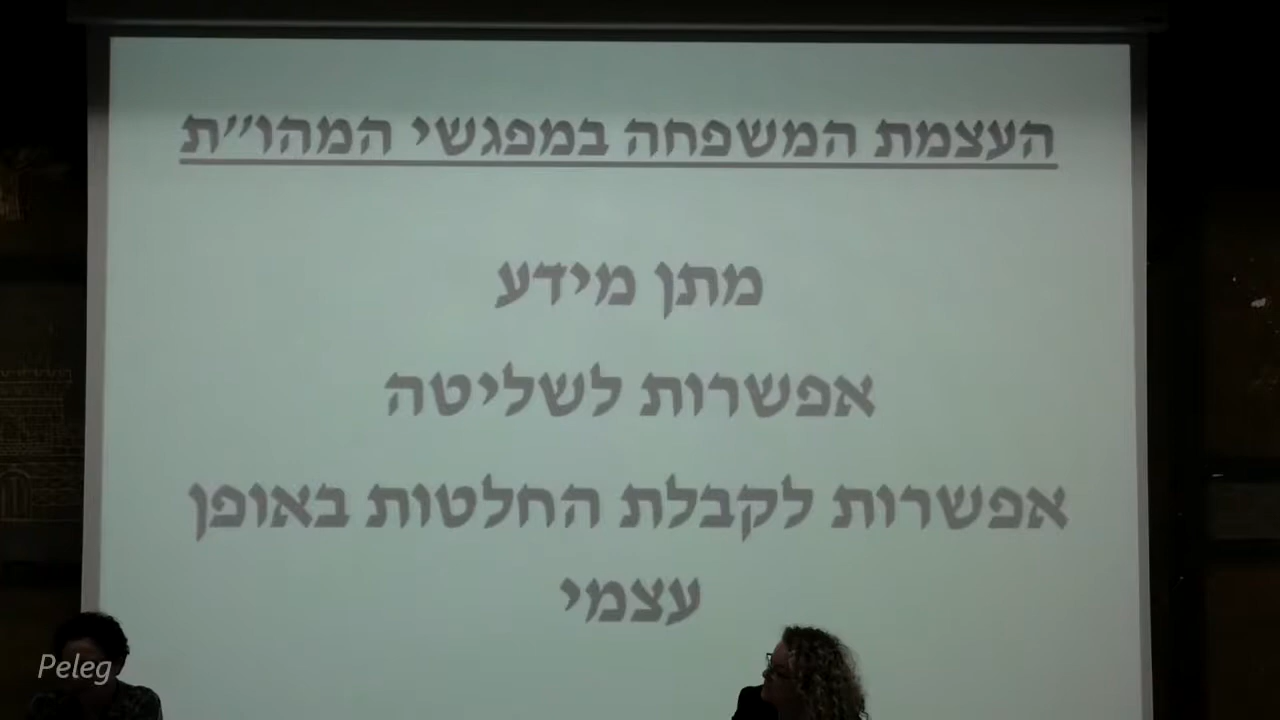 העצמת המשפחה במפגשי המהו״ת
מתן מידע
אפשרות לשליטה
אפשרות לקבלת החלטות באופן
עצמי
Peleg